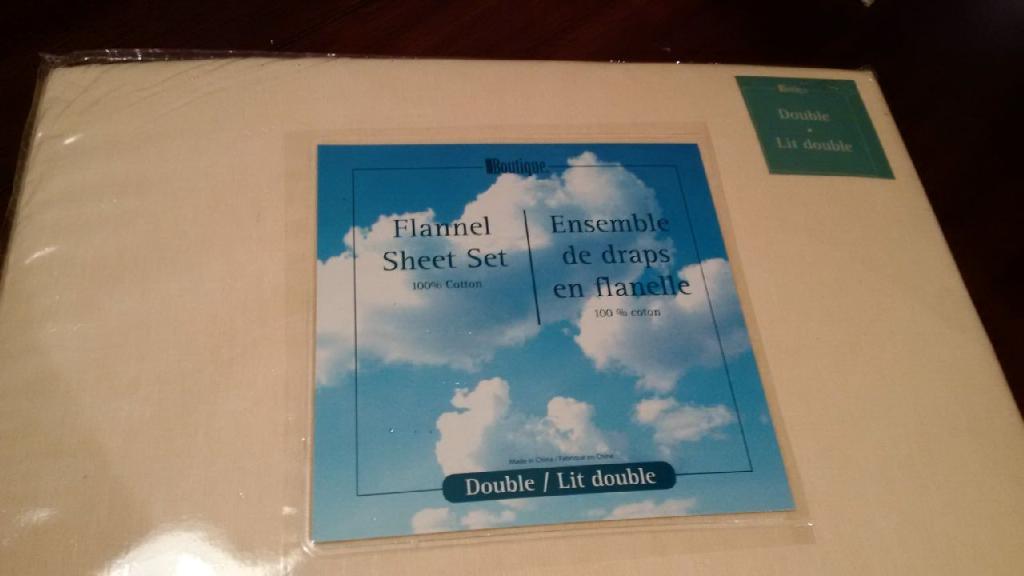 Boutique
Flannel
Sheet Set
100% Cotton
Ensemble
de draps
en flanelle
100 % coton
Made in China / Fabriqué en Chine
Double / Lit double
Double
•
Lit double